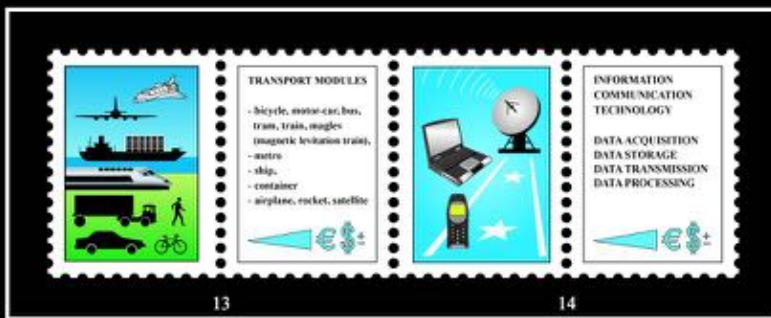 TRANSPORT MODULES
- bicycle, motor-car, bus,
tram, train, magles
(magnetic levitation train),
- metro
- ship,
- container
- airplane, rocket, satellite
€ $ ±
INFORMATION
COMMUNICATION
TECHNOLOGY
DATA ACQUISITION
DATA STORAGE
DATA TRANSMISSION
DATA PROCESSING
€ $ ±
13
14